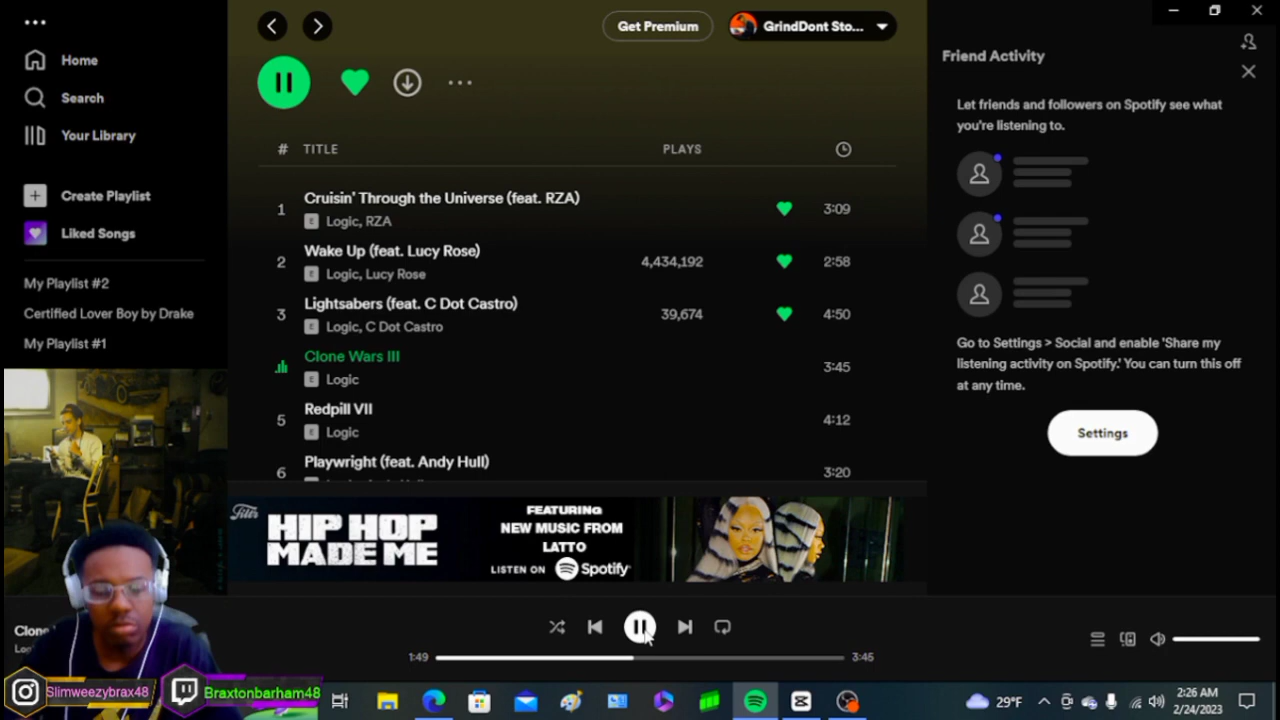 Home
Search
Your Library
Create Playlist
Liked Songs
My Playlist #2
Certified Lover Boy by Drake
My Playlist #1
Get Premium
GrindDont Sto...
# TITLE PLAYS
1 Cruisin' Through the Universe (feat. RZA) 3:09
E Logic, RZA
2 Wake Up (feat. Lucy Rose) 4,434,192 2:58
E Logic, Lucy Rose
3 Lightsabers (feat. C Dot Castro) 39,674 4:50
E Logic, C Dot Castro
Clone Wars III 3:45
E Logic
5 Redpill VII 4:12
E Logic
6 Playwright (feat. Andy Hull) 3:20
Filtr
HIP HOP
MADE ME
FEATURING
NEW MUSIC FROM
LATTO
LISTEN ON Spotify
Friend Activity
Let friends and followers on Spotify see what
you're listening to.
Go to Settings > Social and enable 'Share my
listening activity on Spotify.' You can turn this off
at any time.
Settings
Clone
1:49 3:45
Slimweezybrax48
Braxtonbarham48
29°F
2:26 AM
2/24/2023